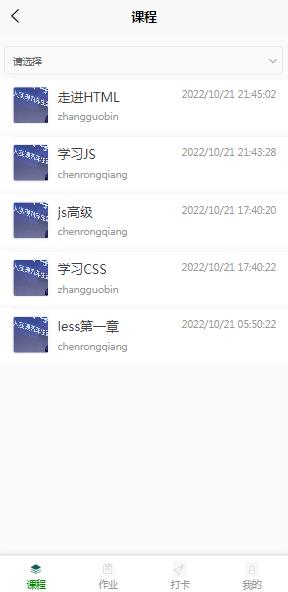 课程
请选择
走进HTML 2022/10/21 21:45:02
zhangguobin
学习JS 2022/10/21 21:43:28
chenrongqiang
js高级 2022/10/21 17:40:20
chenrongqiang
学习CSS 2022/10/21 17:40:22
zhangguobin
less第一章 2022/10/21 05:50:22
chenrongqiang
课程 作业 打卡 我的